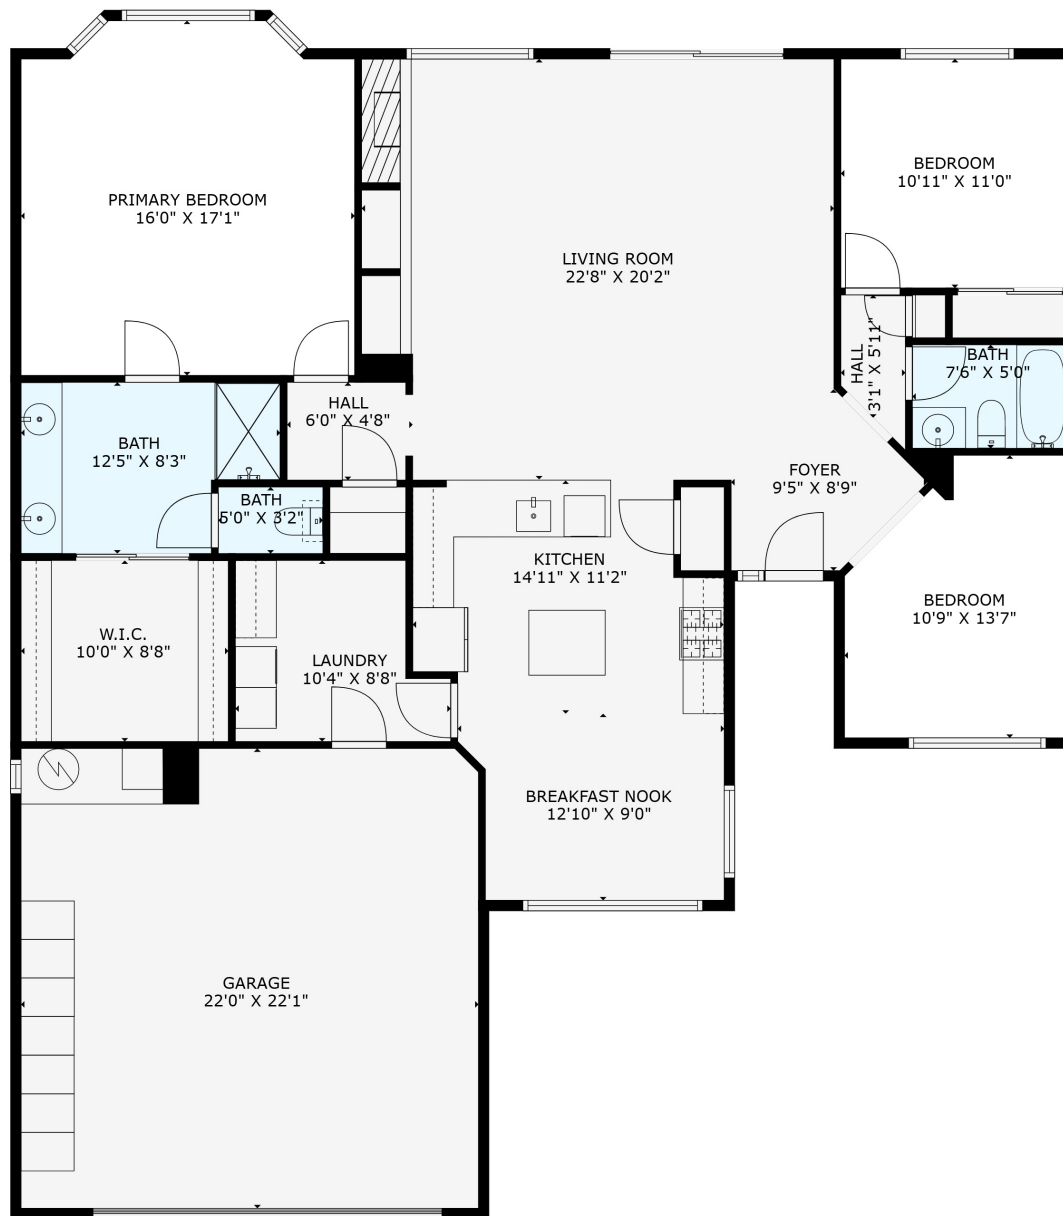 PRIMARY BEDROOM
16'0" X 17'1"
LIVING ROOM
22'8" X 20'2"
BEDROOM
10'11" X 11'0"
HALL
3'1" X 5'11"
BATH
7'6" X 5'0"
HALL
6'0" X 4'8"
BATH
12'5" X 8'3"
BATH
5'0" X 3'2"
FOYER
9'5" X 8'9"
KITCHEN
14'11" X 11'2"
BEDROOM
10'9" X 13'7"
W.I.C.
10'0" X 8'8"
LAUNDRY
10'4" X 8'8"
BREAKFAST NOOK
12'10" X 9'0"
GARAGE
22'0" X 22'1"